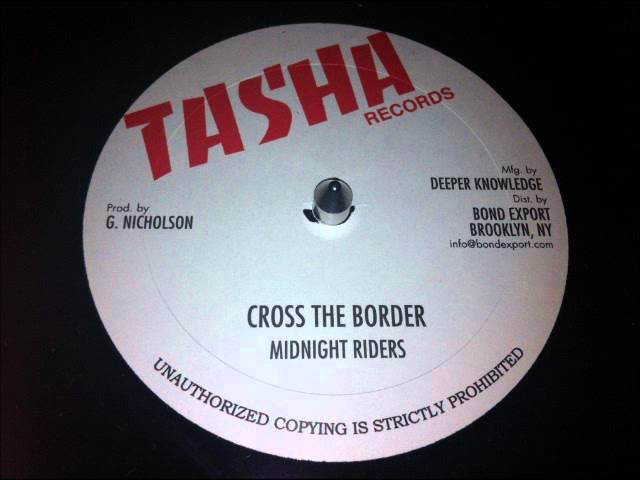 TASHA
RECORDS
Prod. by
G. NICHOLSON
Mfg. by
DEEPER KNOWLEDGE
Dist. by
BOND EXPORT
BROOKLYN, NY
info@bondexport.com
CROSS THE BORDER
MIDNIGHT RIDERS
UNAUTHORIZED COPYING IS STRICTLY PROHIBITED